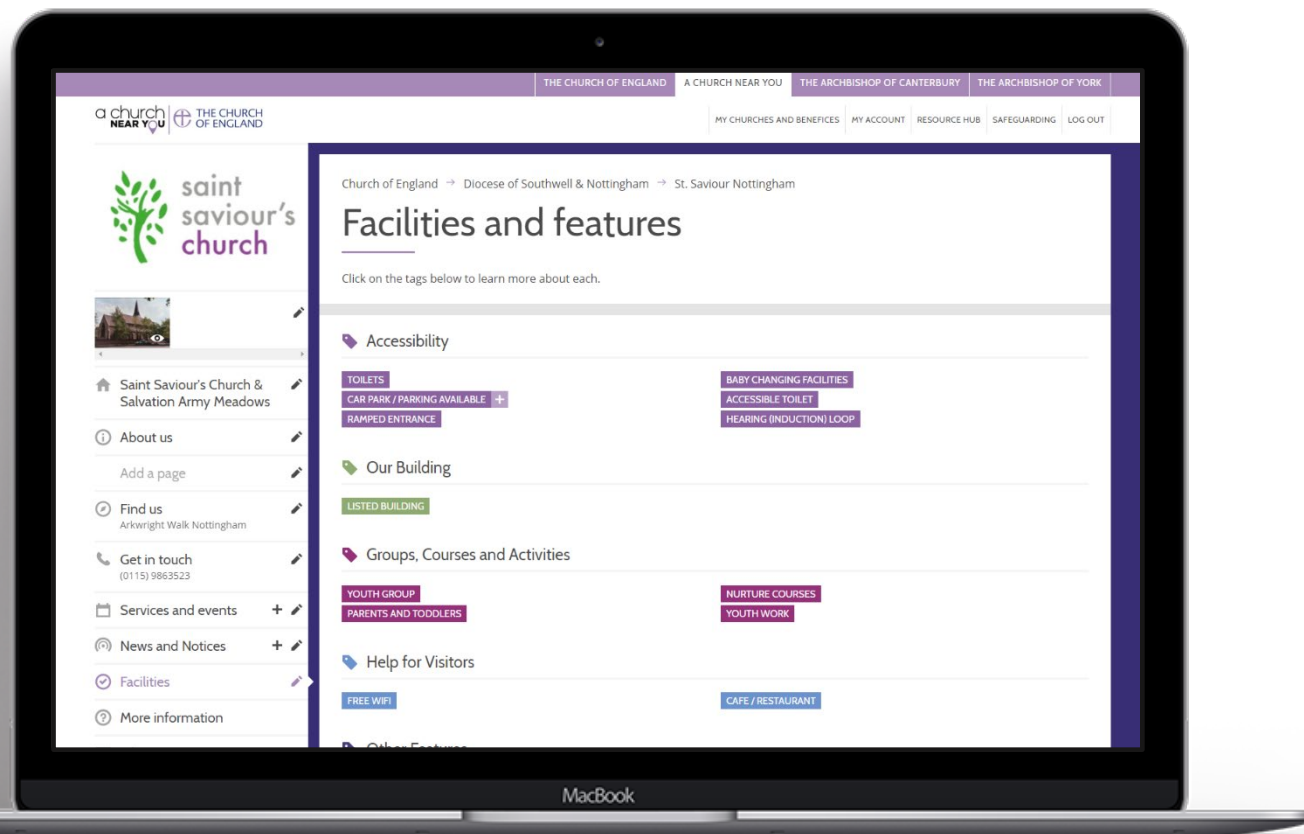 THE CHURCH OF ENGLAND A CHURCH NEAR YOU THE ARCHBISHOP OF CANTERBURY THE ARCHBISHOP OF YORK
a church
NEAR YOU
THE CHURCH
OF ENGLAND
MY CHURCHES AND BENEFICES MY ACCOUNT RESOURCE HUB SAFEGUARDING LOG OUT
saint
saviour's
church
Saint Saviour's Church &
Salvation Army Meadows
About us
Add a page
Find us
Arkwright Walk Nottingham
Get in touch
(0115) 9863523
Services and events
News and Notices
Facilities
More information
Church of England → Diocese of Southwell & Nottingham → St. Saviour Nottingham
Facilities and features
Click on the tags below to learn more about each.
Accessibility
TOILETS
CAR PARK / PARKING AVAILABLE +
RAMPED ENTRANCE
BABY CHANGING FACILITIES
ACCESSIBLE TOILET
HEARING (INDUCTION) LOOP
Our Building
LISTED BUILDING
Groups, Courses and Activities
YOUTH GROUP
PARENTS AND TODDLERS
NURTURE COURSES
YOUTH WORK
Help for Visitors
FREE WIFI
CAFE / RESTAURANT
Other Features
MacBook